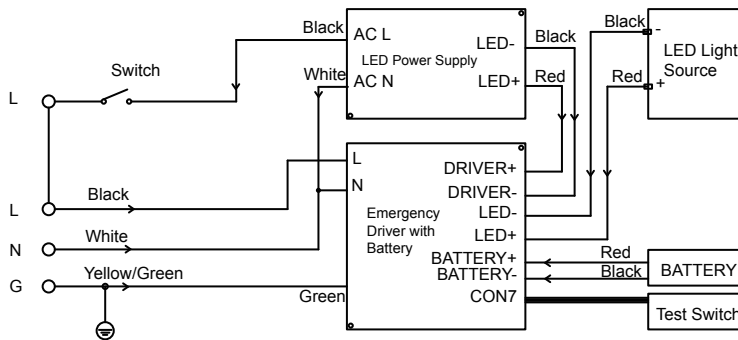 Black
AC L
LED-
Black
LED Power Supply
White
AC N
LED+
Red
Black
-
LED Light
Source
Red
+
Switch
L
L
Black
N
White
G
Yellow/Green
Green
L
N
Emergency
Driver with
Battery
DRIVER+
DRIVER-
LED-
LED+
BATTERY+
BATTERY-
CON7
Red
Black
BATTERY
Test Switch